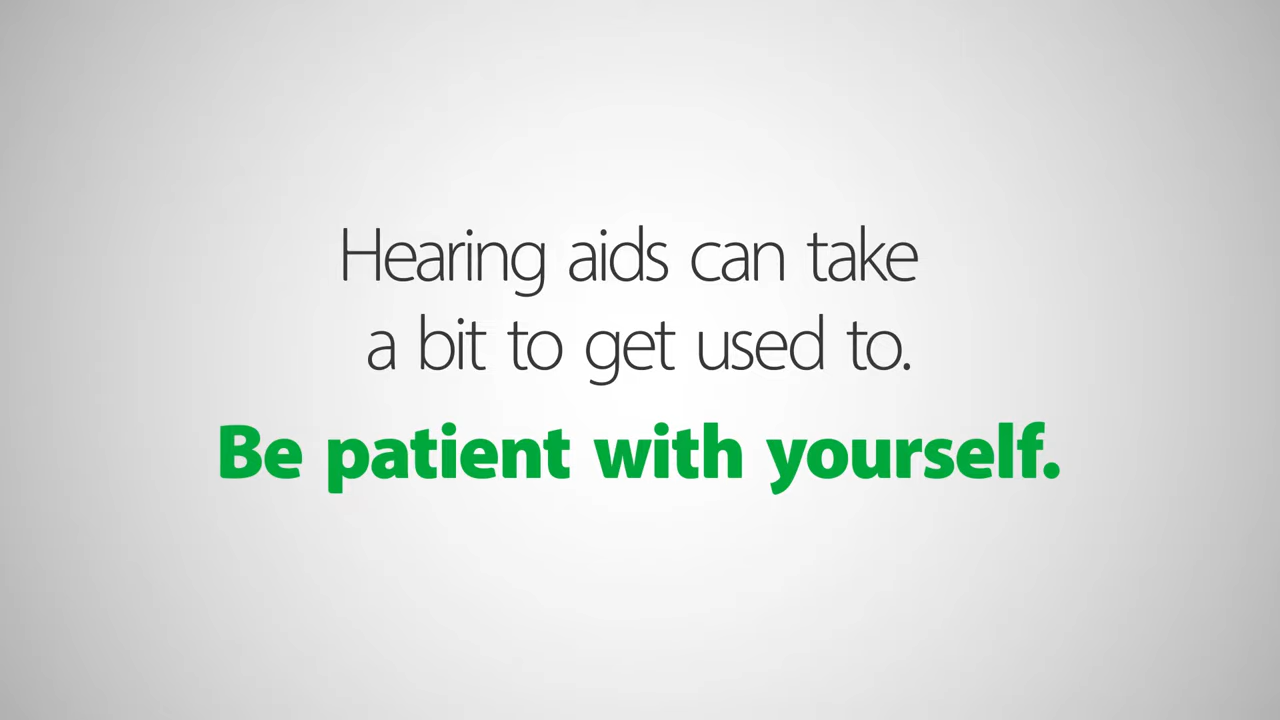 Hearing aids can take
a bit to get used to.
Be patient with yourself.